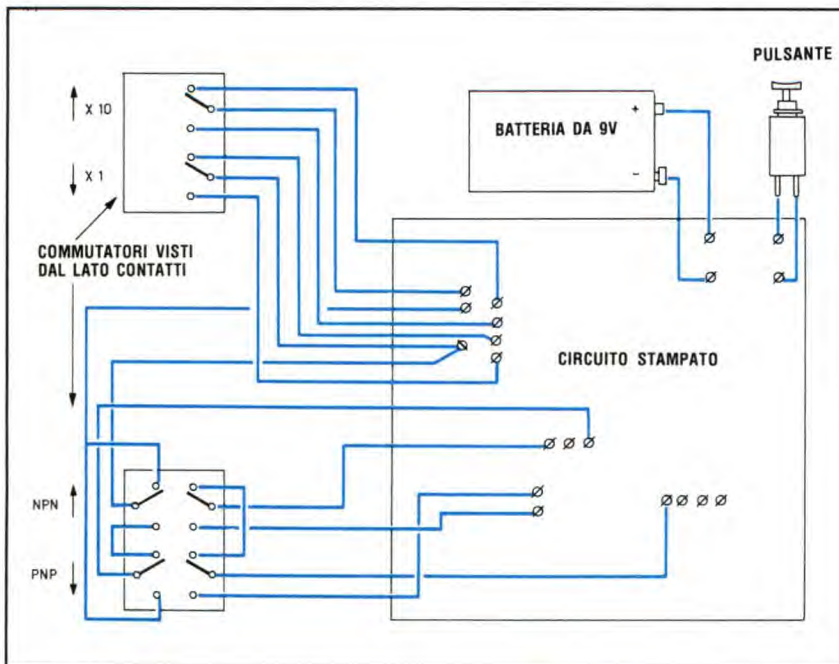 PULSANTE
X 10
BATTERIA DA 9V
+
−
X 1
COMMUTATORI VISTI
DAL LATO CONTATTI
CIRCUITO STAMPATO
NPN
PNP